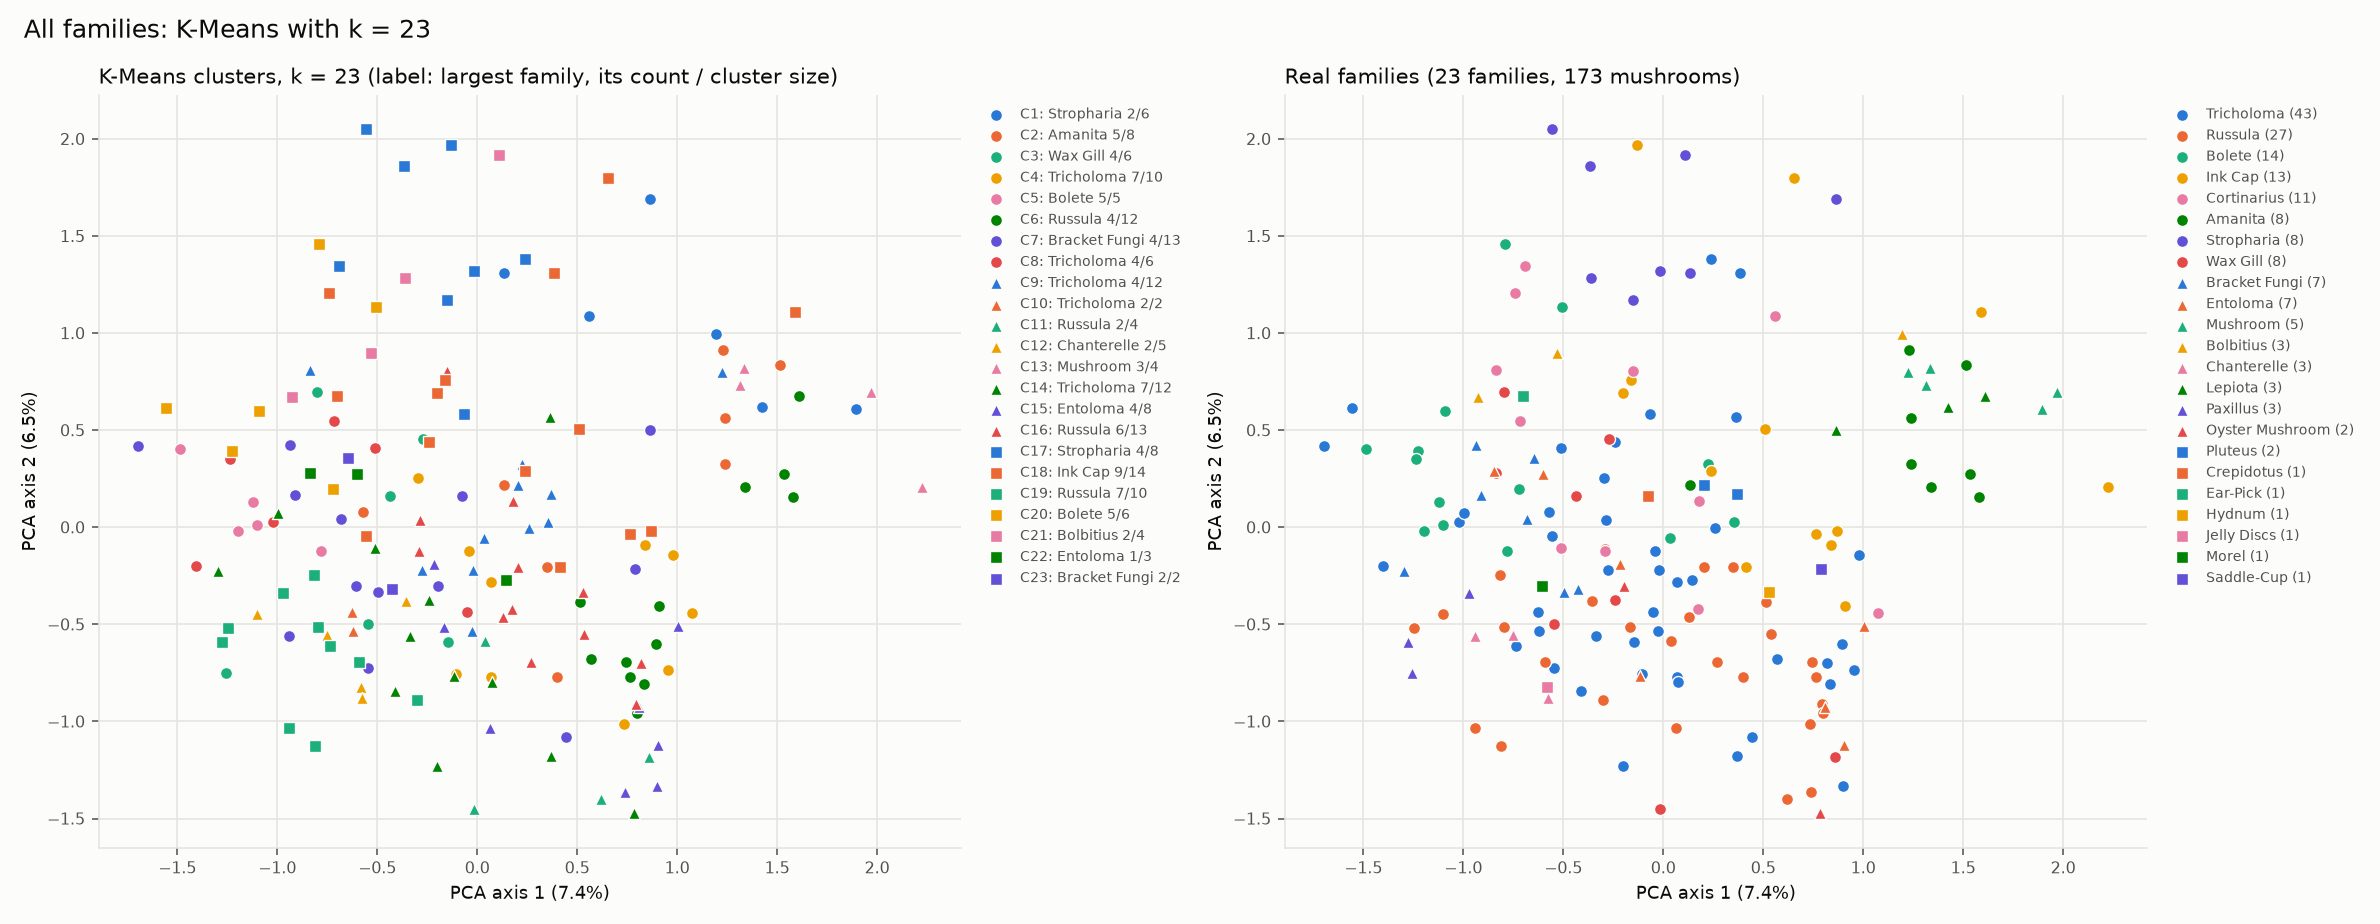 All families: K-Means with k = 23
K-Means clusters, k = 23 (label: largest family, its count / cluster size)
2.0
1.5
1.0
0.5
0.0
−0.5
−1.0
−1.5
PCA axis 2 (6.5%)
−1.5
−1.0
−0.5
0.0
0.5
1.0
1.5
2.0
PCA axis 1 (7.4%)
C1: Stropharia 2/6
C2: Amanita 5/8
C3: Wax Gill 4/6
C4: Tricholoma 7/10
C5: Bolete 5/5
C6: Russula 4/12
C7: Bracket Fungi 4/13
C8: Tricholoma 4/6
C9: Tricholoma 4/12
C10: Tricholoma 2/2
C11: Russula 2/4
C12: Chanterelle 2/5
C13: Mushroom 3/4
C14: Tricholoma 7/12
C15: Entoloma 4/8
C16: Russula 6/13
C17: Stropharia 4/8
C18: Ink Cap 9/14
C19: Russula 7/10
C20: Bolete 5/6
C21: Bolbitius 2/4
C22: Entoloma 1/3
C23: Bracket Fungi 2/2
Real families (23 families, 173 mushrooms)
2.0
1.5
1.0
0.5
0.0
−0.5
−1.0
−1.5
PCA axis 2 (6.5%)
−1.5
−1.0
−0.5
0.0
0.5
1.0
1.5
2.0
PCA axis 1 (7.4%)
Tricholoma (43)
Russula (27)
Bolete (14)
Ink Cap (13)
Cortinarius (11)
Amanita (8)
Stropharia (8)
Wax Gill (8)
Bracket Fungi (7)
Entoloma (7)
Mushroom (5)
Bolbitius (3)
Chanterelle (3)
Lepiota (3)
Paxillus (3)
Oyster Mushroom (2)
Pluteus (2)
Crepidotus (1)
Ear-Pick (1)
Hydnum (1)
Jelly Discs (1)
Morel (1)
Saddle-Cup (1)